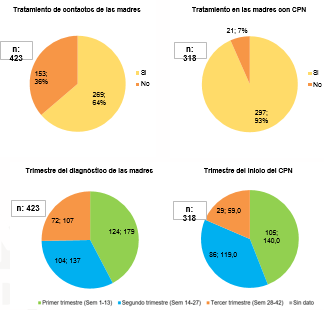 Tratamiento de contactos de las madres
n:
423
153;
36%
269;
64%
SI
No
Tratamiento en las madres con CPN
n:
318
21; 7%
297;
93%
SI
No
Trimestre del diagnóstico de las madres
n: 423
72; 107
124; 179
104; 137
Trimestre del inicio del CPN
n:
318
29; 59,0
105;
140,0
85; 119,0
Primer trimestre (Sem 1-13)
Segundo trimestre (Sem 14-27)
Tercer trimestre (Sem 28-42)
Sin dato